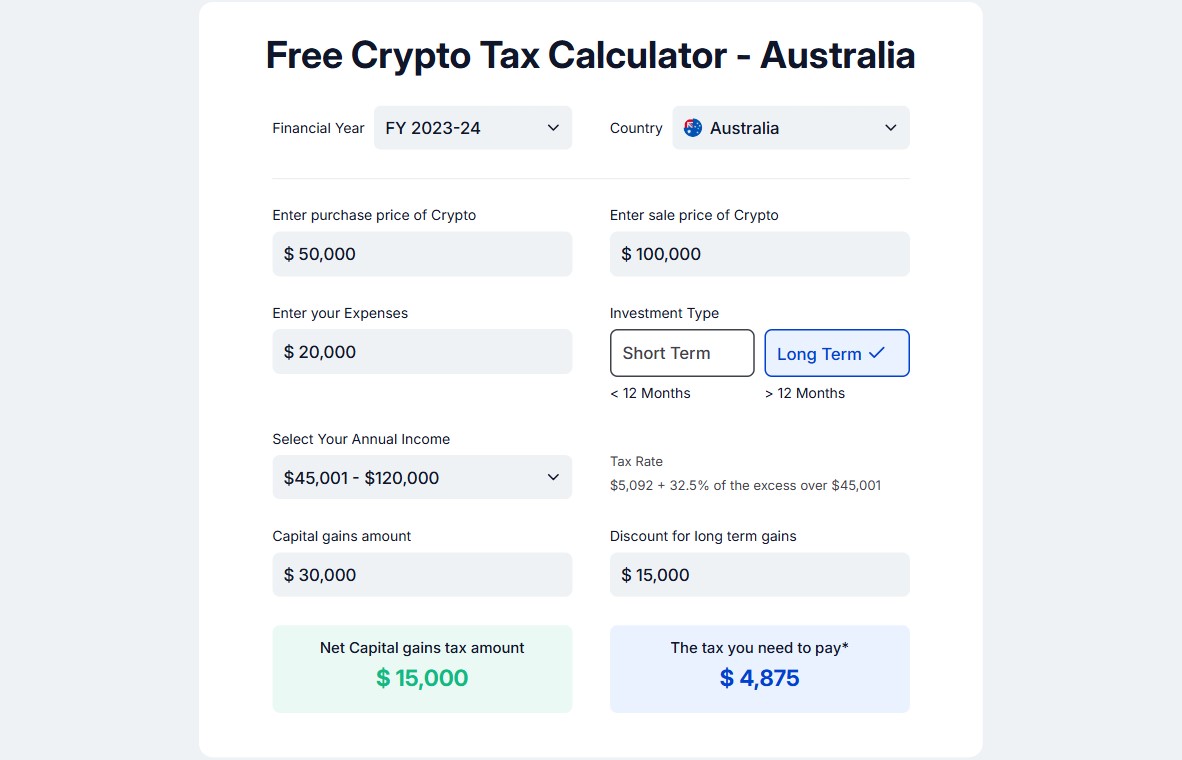 Free Crypto Tax Calculator - Australia
Financial Year FY 2023-24 Country Australia
Enter purchase price of Crypto Enter sale price of Crypto
$ 50,000 $ 100,000
Enter your Expenses Investment Type
$ 20,000 Short Term Long Term
< 12 Months > 12 Months
Select Your Annual Income
Tax Rate
$45,001 - $120,000
$5,092 + 32.5% of the excess over $45,001
Capital gains amount Discount for long term gains
$ 30,000 $ 15,000
Net Capital gains tax amount The tax you need to pay*
$ 15,000 $ 4,875